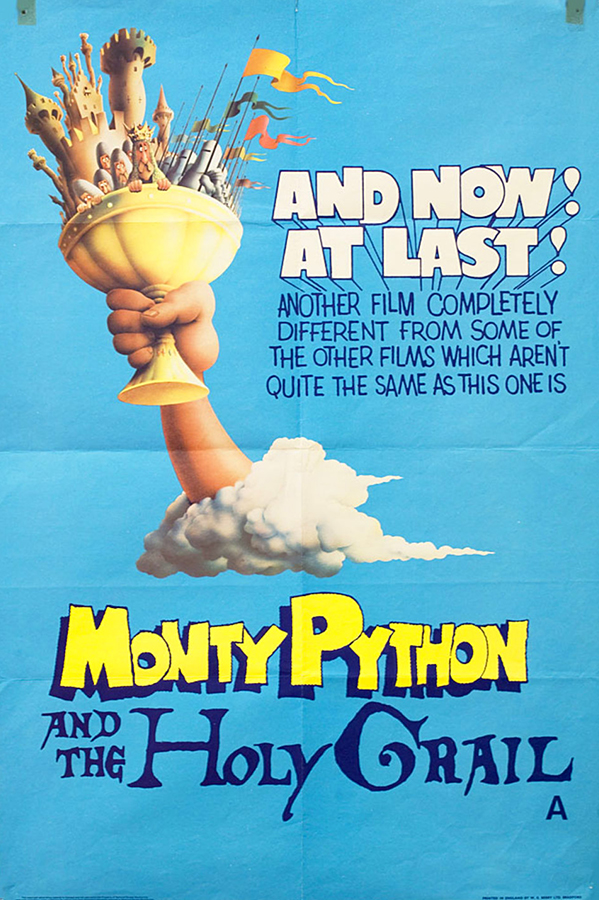 AND NOW!
AT LAST!
ANOTHER FILM COMPLETELY
DIFFERENT FROM SOME OF
THE OTHER FILMS WHICH AREN'T
QUITE THE SAME AS THIS ONE IS
MONTY PYTHON
AND
THE HOLY GRAIL
A